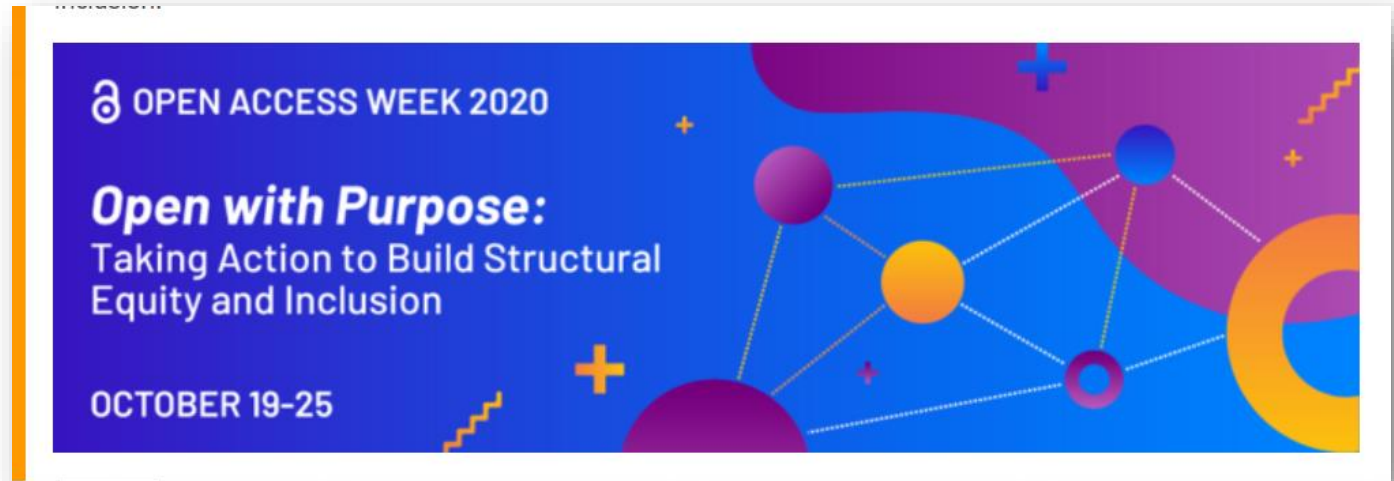 OPEN ACCESS WEEK 2020
Open with Purpose:
Taking Action to Build Structural
Equity and Inclusion
OCTOBER 19-25